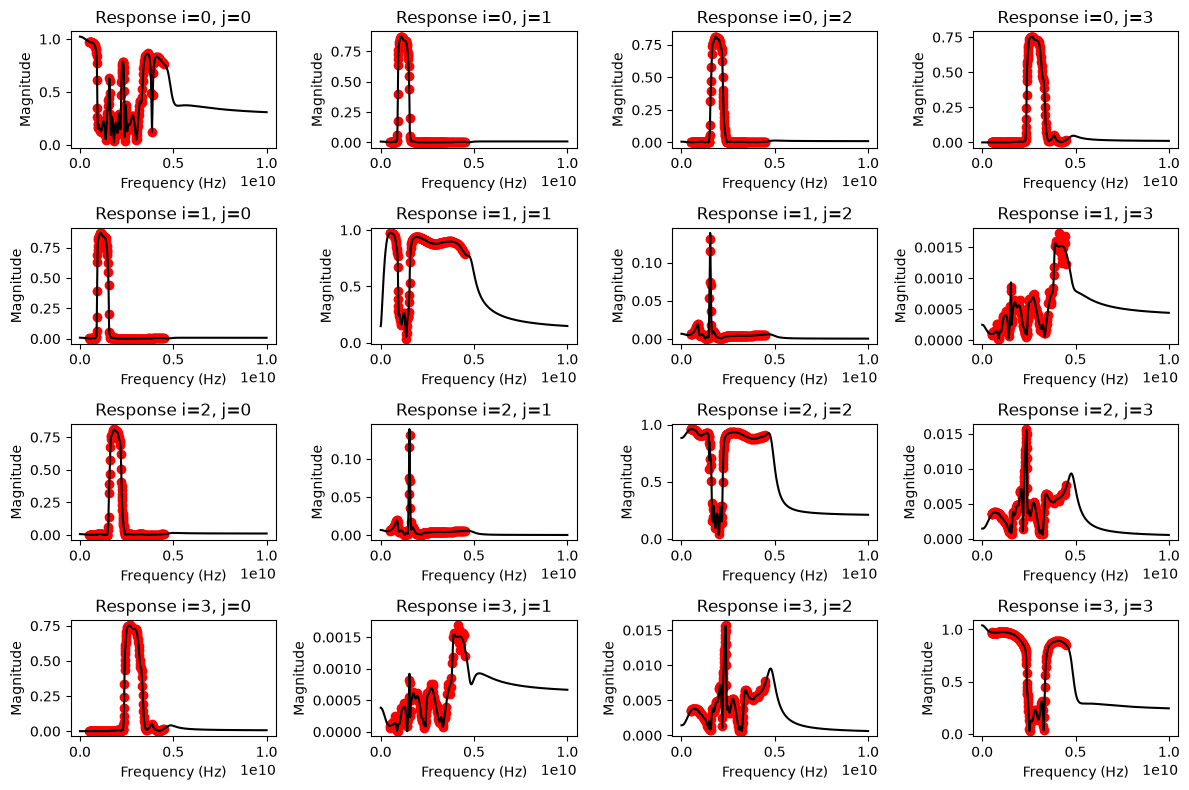 Response i=0, j=0
Magnitude
1.0
0.5
0.0
0.0 0.5 1.0
Frequency (Hz) 1e10
Response i=0, j=1
Magnitude
0.75
0.50
0.25
0.00
0.0 0.5 1.0
Frequency (Hz) 1e10
Response i=0, j=2
Magnitude
0.75
0.50
0.25
0.00
0.0 0.5 1.0
Frequency (Hz) 1e10
Response i=0, j=3
Magnitude
0.75
0.50
0.25
0.00
0.0 0.5 1.0
Frequency (Hz) 1e10
Response i=1, j=0
Magnitude
0.75
0.50
0.25
0.00
0.0 0.5 1.0
Frequency (Hz) 1e10
Response i=1, j=1
Magnitude
1.0
0.5
0.0
0.0 0.5 1.0
Frequency (Hz) 1e10
Response i=1, j=2
Magnitude
0.10
0.05
0.00
0.0 0.5 1.0
Frequency (Hz) 1e10
Response i=1, j=3
Magnitude
0.0015
0.0010
0.0005
0.0000
0.0 0.5 1.0
Frequency (Hz) 1e10
Response i=2, j=0
Magnitude
0.75
0.50
0.25
0.00
0.0 0.5 1.0
Frequency (Hz) 1e10
Response i=2, j=1
Magnitude
0.10
0.05
0.00
0.0 0.5 1.0
Frequency (Hz) 1e10
Response i=2, j=2
Magnitude
1.0
0.5
0.0
0.0 0.5 1.0
Frequency (Hz) 1e10
Response i=2, j=3
Magnitude
0.015
0.010
0.005
0.000
0.0 0.5 1.0
Frequency (Hz) 1e10
Response i=3, j=0
Magnitude
0.75
0.50
0.25
0.00
0.0 0.5 1.0
Frequency (Hz) 1e10
Response i=3, j=1
Magnitude
0.0015
0.0010
0.0005
0.0000
0.0 0.5 1.0
Frequency (Hz) 1e10
Response i=3, j=2
Magnitude
0.015
0.010
0.005
0.000
0.0 0.5 1.0
Frequency (Hz) 1e10
Response i=3, j=3
Magnitude
1.0
0.5
0.0
0.0 0.5 1.0
Frequency (Hz) 1e10